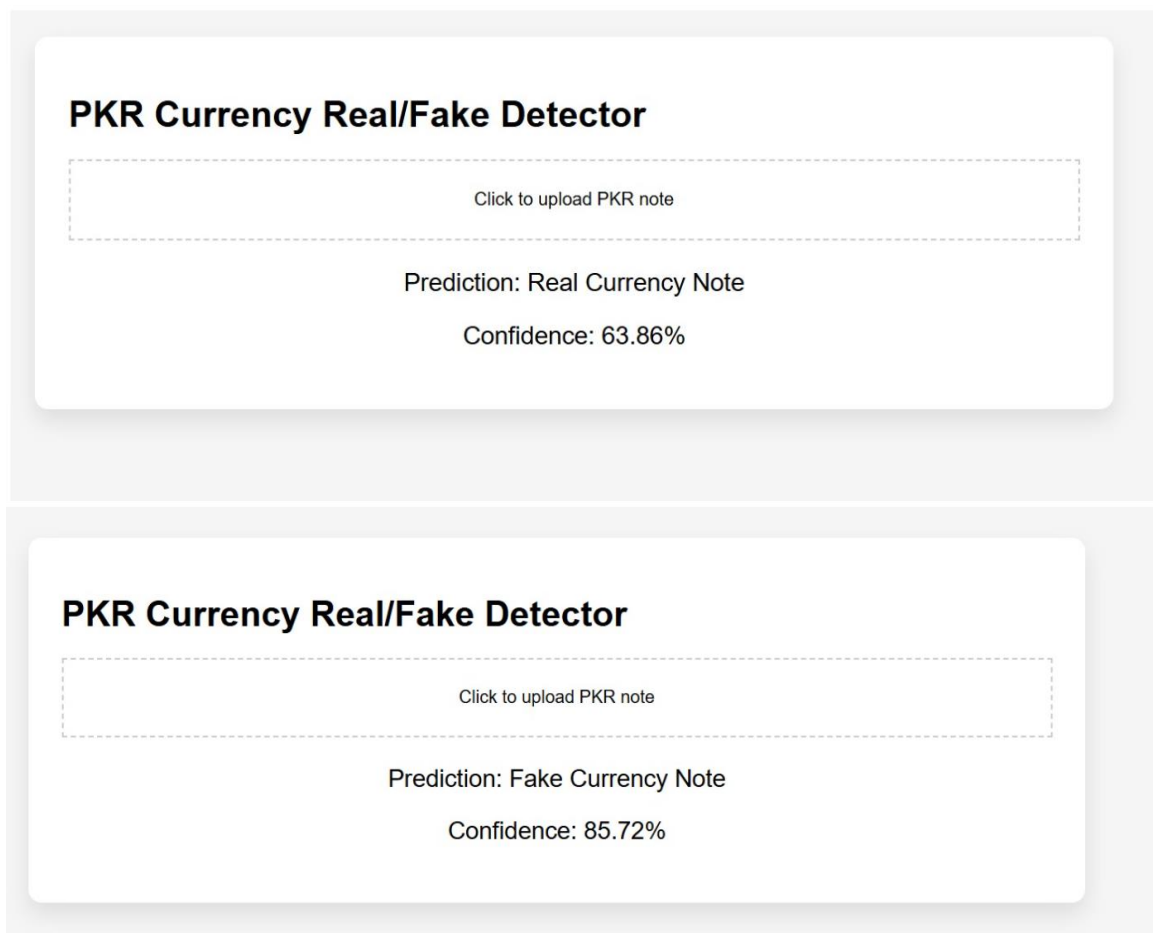 PKR Currency Real/Fake Detector
Click to upload PKR note
Prediction: Real Currency Note
Confidence: 63.86%
PKR Currency Real/Fake Detector
Click to upload PKR note
Prediction: Fake Currency Note
Confidence: 85.72%